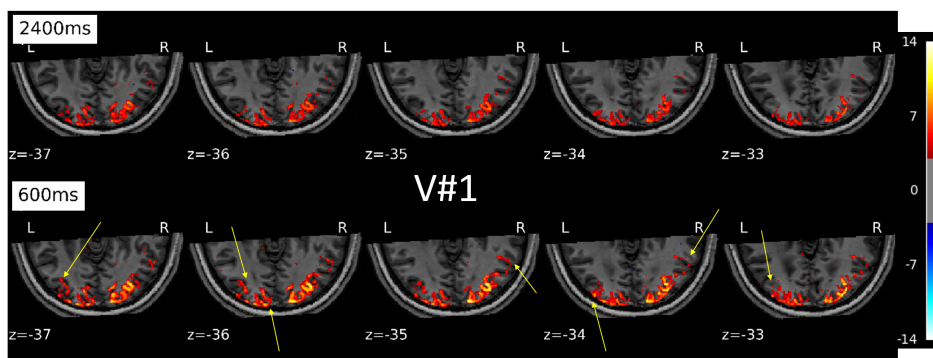 2400ms
L R L R L R L R L R
z=-37 z=-36 z=-35 z=-34 z=-33
V#1
600ms
L R L R L R L R L R
z=-37 z=-36 z=-35 z=-34 z=-33
14
7
0
-7
-14